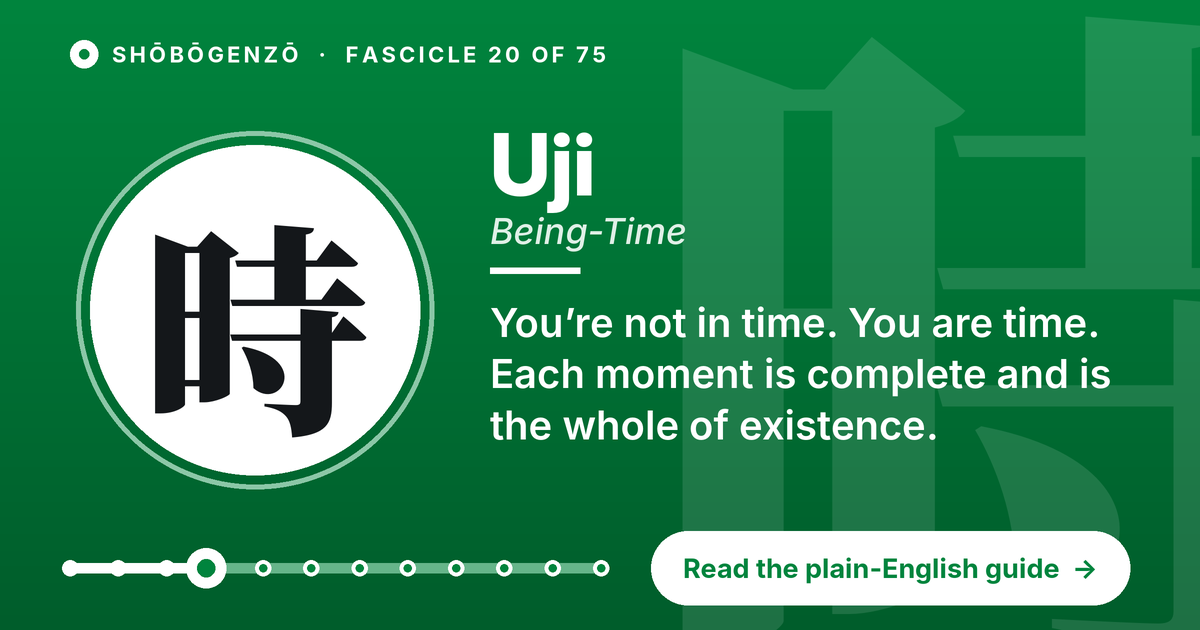 SHŌBŌGENZŌ · FASCICLE 20 OF 75
時
Uji
Being-Time
You’re not in time. You are time.
Each moment is complete and is
the whole of existence.
Read the plain-English guide →